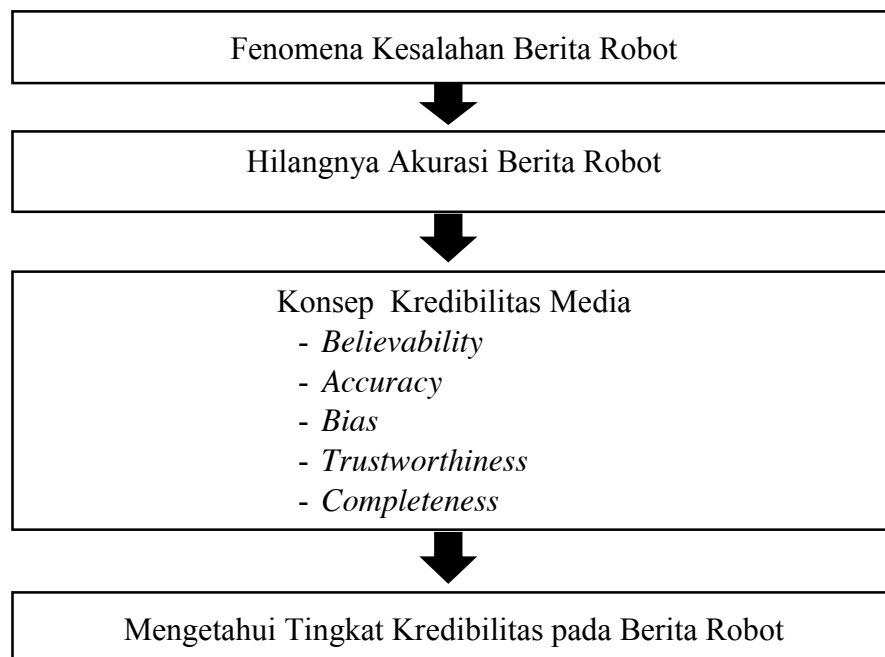 Fenomena Kesalahan Berita Robot
Hilangnya Akurasi Berita Robot
Konsep Kredibilitas Media
- Believability
- Accuracy
- Bias
- Trustworthiness
- Completeness
Mengetahui Tingkat Kredibilitas pada Berita Robot